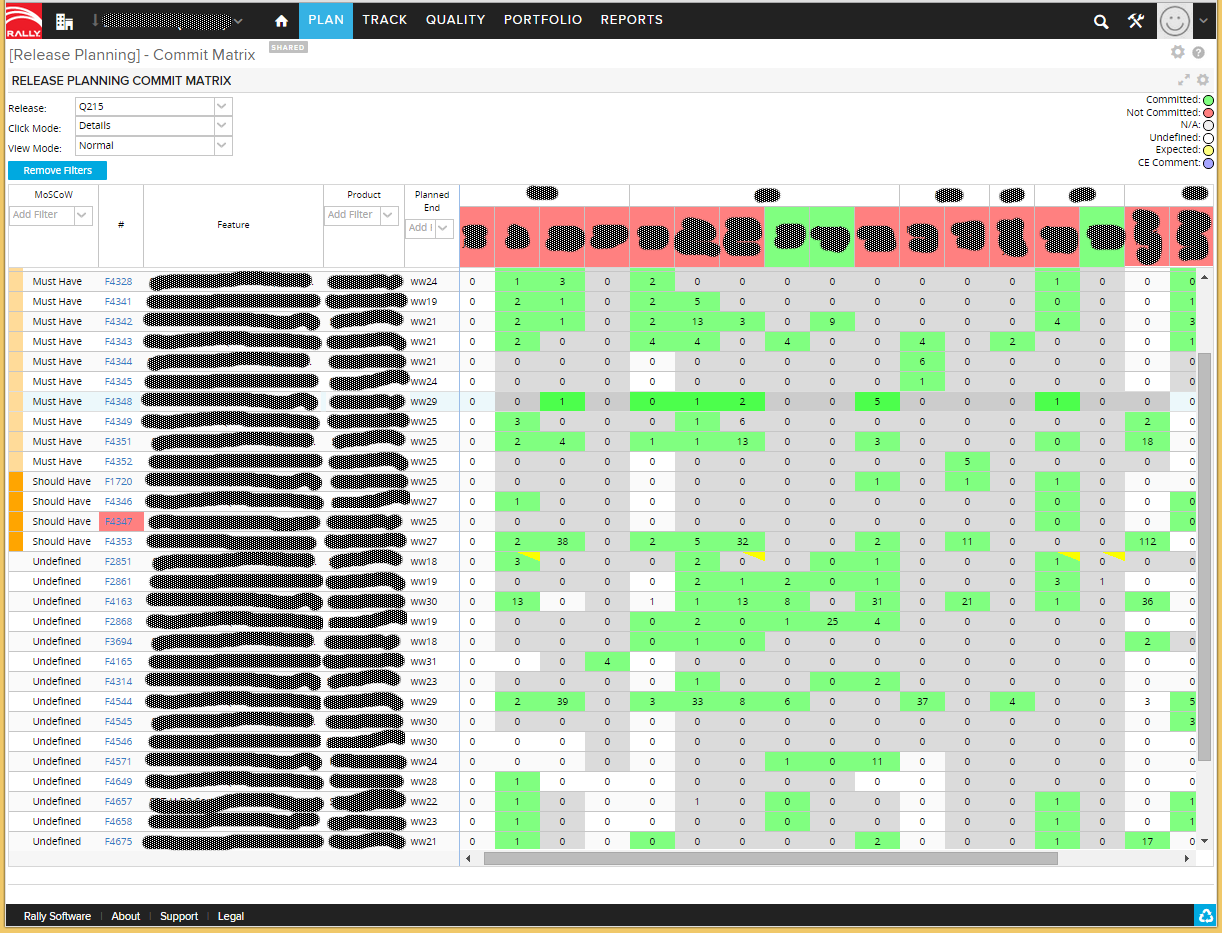 RALLY PLAN TRACK QUALITY PORTFOLIO REPORTS
[Release Planning] - Commit Matrix SHARED
RELEASE PLANNING COMMIT MATRIX
Release: Q215
Click Mode: Details
View Mode: Normal
Committed:
Not Committed:
N/A:
Undefined:
Expected:
CE Comment:
Remove Filters
MoSCoW # Feature Product Planned End
Add Filter Add Filter Add
Must Have F4328 ww24 0 1 3 0 2 0 0 0 0 0 0 0 0 1 0 0 0
Must Have F4341 ww19 0 2 1 0 2 5 0 0 0 0 0 0 0 0 0 0 1
Must Have F4342 ww21 0 2 1 0 2 13 3 0 9 0 0 0 0 4 0 0 3
Must Have F4343 ww21 0 2 0 0 4 4 0 4 0 0 4 0 2 0 0 0 1
Must Have F4344 ww21 0 0 0 0 0 0 0 0 0 0 6 0 0 0 0 0 0
Must Have F4345 ww24 0 0 0 0 0 0 0 0 0 0 1 0 0 0 0 0 0
Must Have F4348 ww29 0 0 1 0 0 1 2 0 0 5 0 0 0 1 0 0 0
Must Have F4349 ww25 0 3 0 0 0 1 6 0 0 0 0 0 0 0 0 2 0
Must Have F4351 ww25 0 2 4 0 1 1 13 0 0 3 0 0 0 0 0 18 0
Must Have F4352 ww25 0 0 0 0 0 0 0 0 0 0 0 5 0 0 0 0 0
Should Have F1720 ww25 0 0 0 0 0 0 0 0 0 1 0 1 0 1 0 0 0
Should Have F4346 ww27 0 1 0 0 0 0 0 0 0 0 0 0 0 0 0 0 0
Should Have F4347 ww25 0 0 0 0 0 0 0 0 0 0 0 0 0 0 0 0 0
Should Have F4353 ww27 0 2 38 0 2 5 32 0 0 2 0 11 0 0 0 112 0
Undefined F2851 ww18 0 3 0 0 0 2 0 0 0 1 0 0 0 1 0 0 0
Undefined F2861 ww19 0 0 0 0 0 2 1 2 0 1 0 0 0 3 1 0 0
Undefined F4163 ww30 0 13 0 0 1 1 13 8 0 31 0 21 0 1 0 36 0
Undefined F2868 ww19 0 0 0 0 0 2 0 1 25 4 0 0 0 0 0 0 0
Undefined F3694 ww18 0 0 0 0 0 1 0 0 0 0 0 0 0 0 0 2 0
Undefined F4165 ww31 0 0 0 4 0 0 0 0 0 0 0 0 0 0 0 0 0
Undefined F4314 ww23 0 0 0 0 0 1 0 0 0 2 0 0 0 0 0 0 0
Undefined F4544 ww29 0 2 39 0 3 33 8 6 0 0 37 0 4 0 0 3 5
Undefined F4545 ww30 0 0 0 0 0 0 0 0 0 0 0 0 0 0 0 0 3
Undefined F4546 ww30 0 0 0 0 0 0 0 0 0 0 0 0 0 0 0 0 0
Undefined F4571 ww24 0 0 0 0 0 0 0 1 0 11 0 0 0 0 0 0 0
Undefined F4649 ww28 0 1 0 0 0 0 0 0 0 0 0 0 0 0 0 0 0
Undefined F4657 ww22 0 1 0 0 0 1 0 0 0 0 0 0 0 1 0 0 1
Undefined F4658 ww23 0 1 0 0 0 0 0 0 0 0 0 0 0 1 0 0 1
Undefined F4675 ww21 0 1 0 0 0 0 0 0 0 2 0 0 0 1 0 17 0
Rally Software About Support Legal